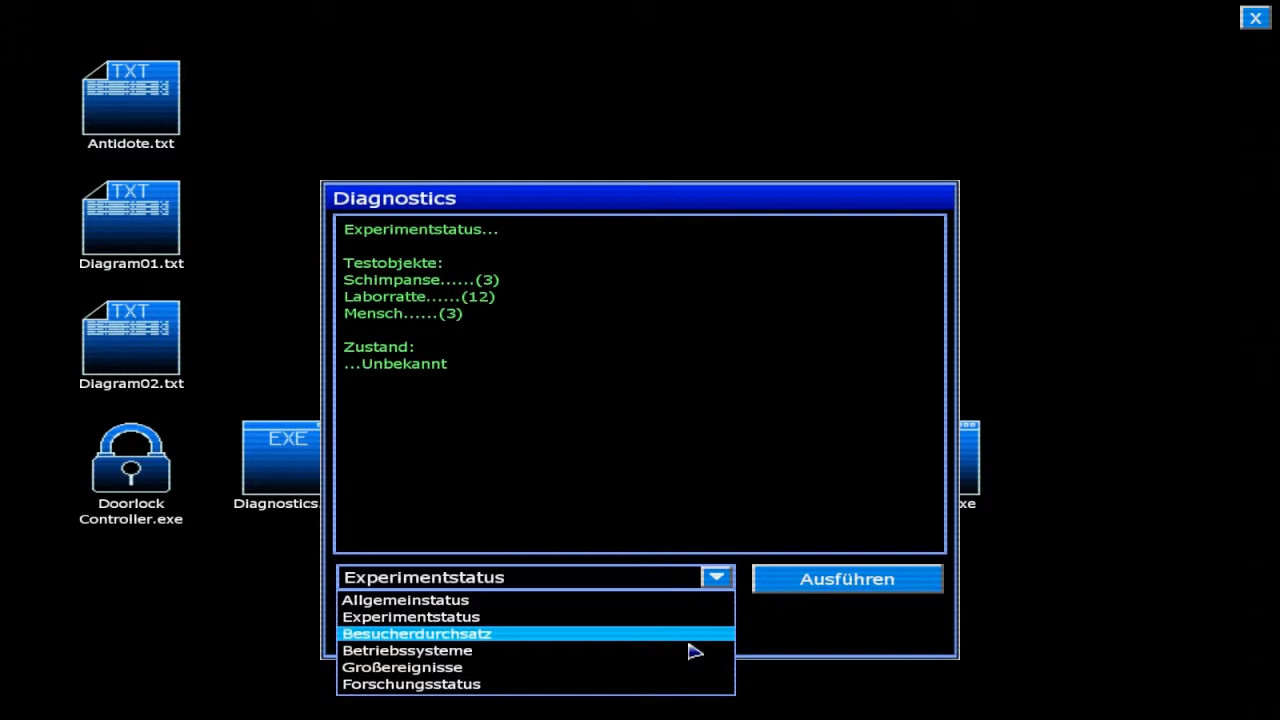 X
TXT
Antidote.txt
TXT
Diagram01.txt
TXT
Diagram02.txt
Doorlock
Controller.exe
EXE
Diagnostics.
xe
Diagnostics
Experimentstatus...
Testobjekte:
Schimpanse......(3)
Laborratte......(12)
Mensch......(3)
Zustand:
...Unbekannt
Experimentstatus
Ausführen
Allgemeinstatus
Experimentstatus
Besucherdurchsatz
Betriebssysteme
Großereignisse
Forschungsstatus